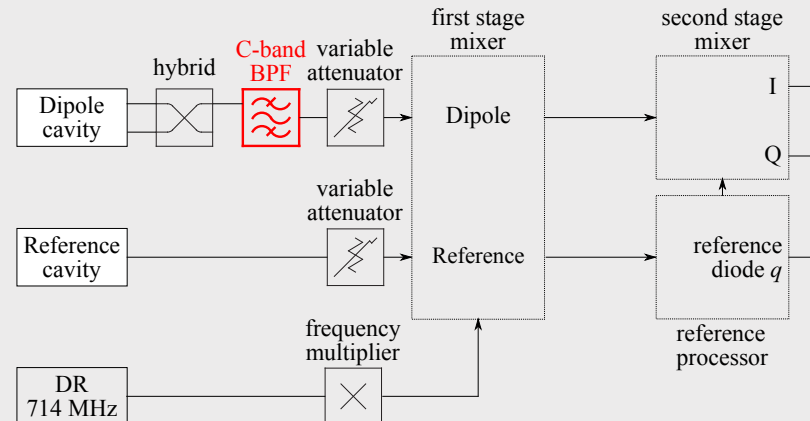 first stage
mixer
second stage
mixer
C-band
BPF
variable
attenuator
hybrid
Dipole
cavity
Dipole
I
Q
variable
attenuator
Reference
cavity
Reference
reference
diode q
frequency
multiplier
reference
processor
DR
714 MHz